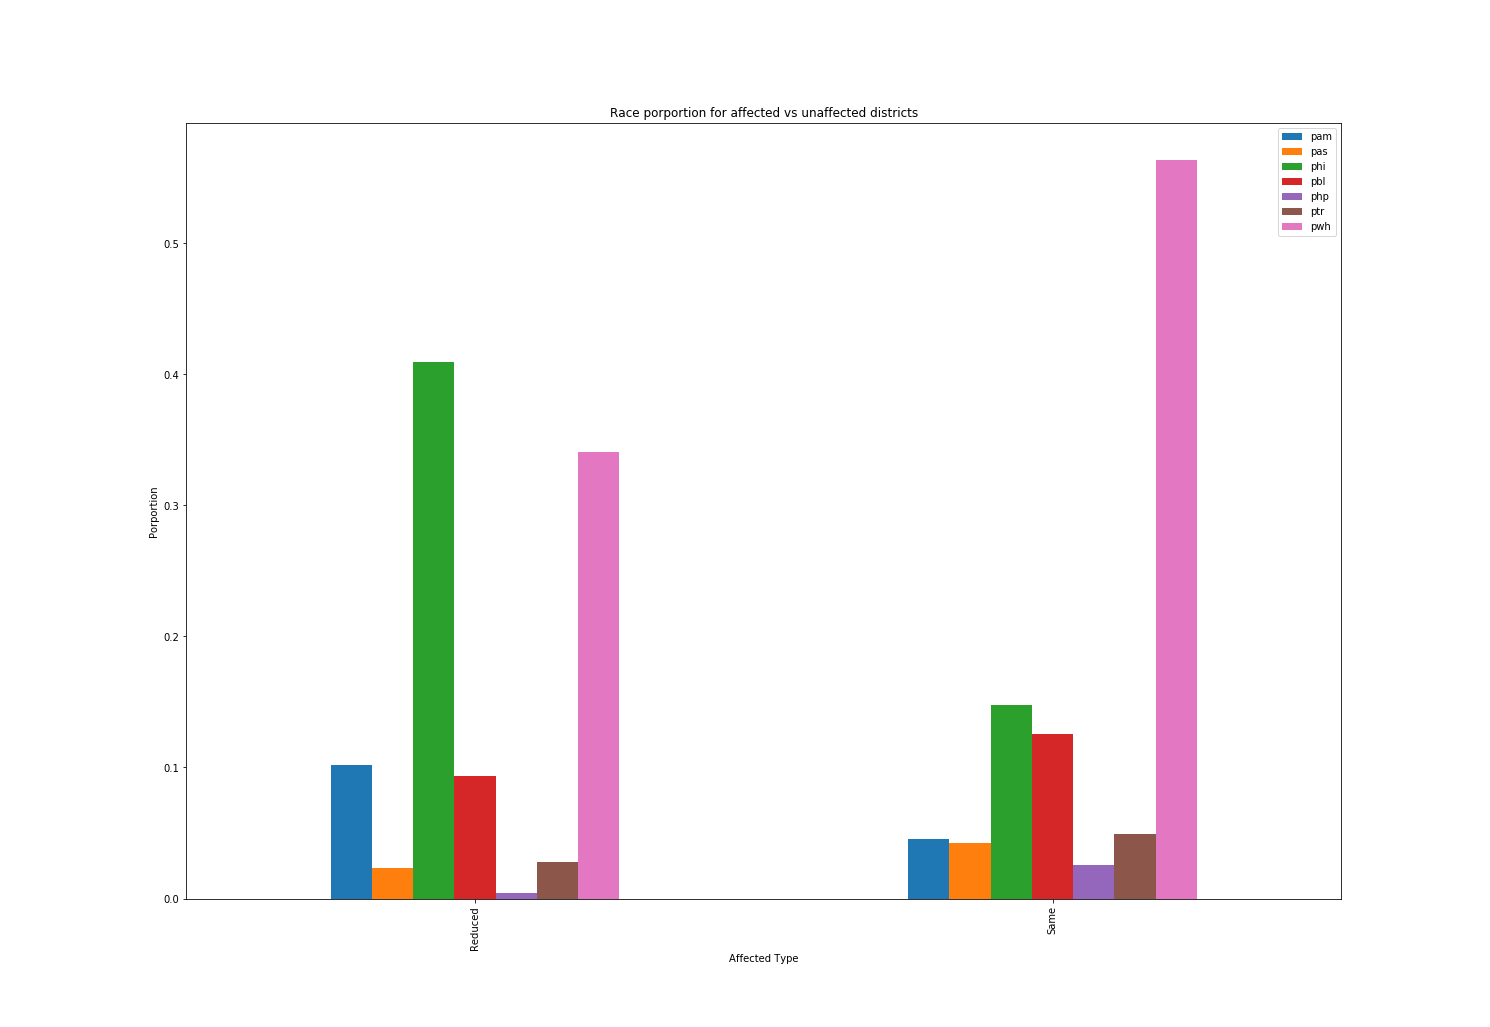 Race porportion for affected vs unaffected districts
pam
pas
phi
pbl
php
ptr
pwh
Porportion
0.5
0.4
0.3
0.2
0.1
0.0
Reduced
Same
Affected Type